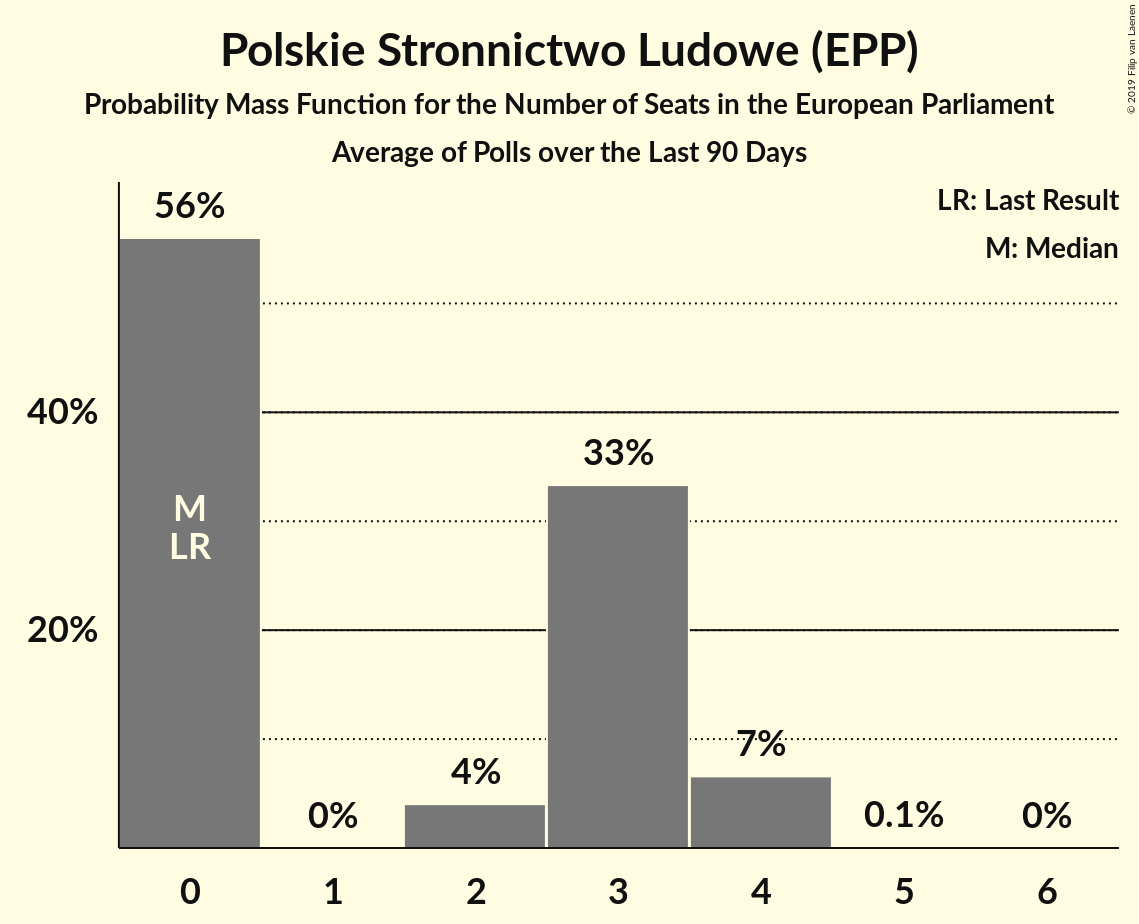 Polskie Stronnictwo Ludowe (EPP)
Probability Mass Function for the Number of Seats in the European Parliament
Average of Polls over the Last 90 Days
© 2019 Filip van Laenen
LR: Last Result
M: Median
56%
40%
33%
M
LR
20%
7%
4%
0%
0.1%
0%
0 1 2 3 4 5 6